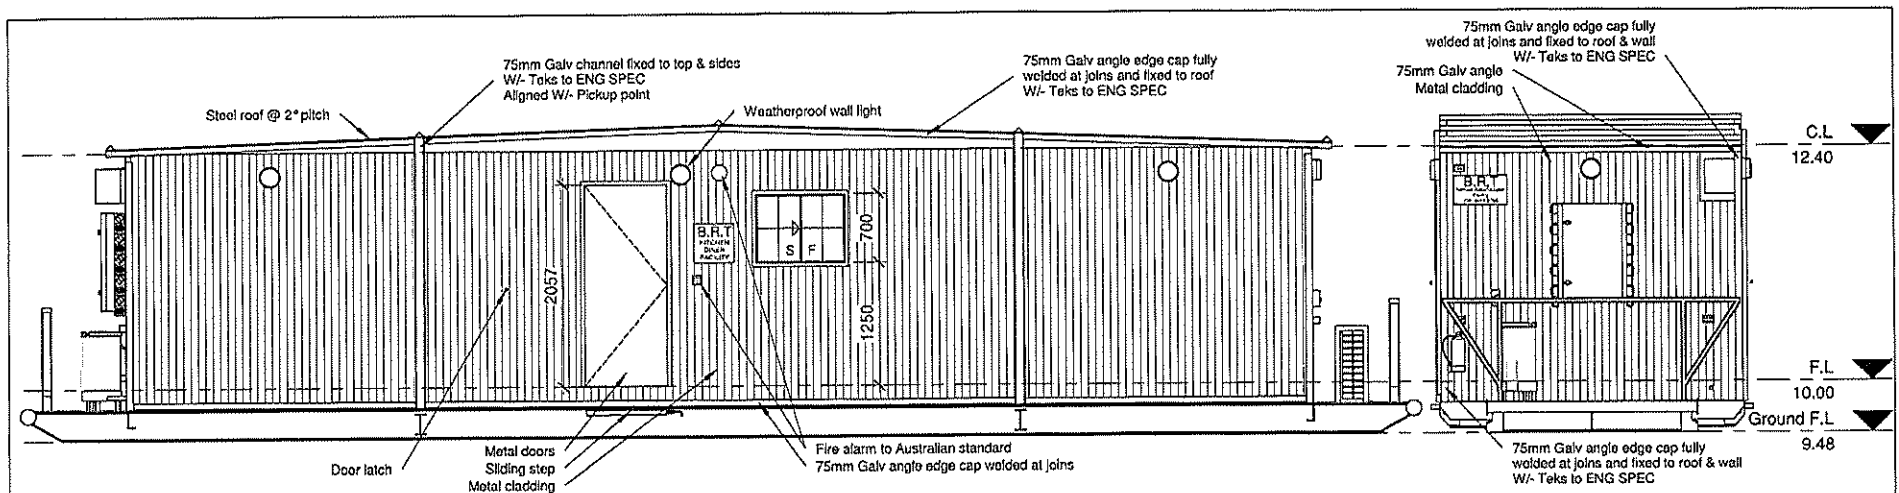 75mm Galv channel fixed to top & sides
W/- Teks to ENG SPEC
Aligned W/- Pickup point
Steel roof @ 2° pitch
Weatherproof wall light
75mm Galv angle edge cap fully
welded at joins and fixed to roof
W/- Teks to ENG SPEC
75mm Galv angle edge cap fully
welded at joins and fixed to roof & wall
W/- Teks to ENG SPEC
75mm Galv angle
Metal cladding
C.L
12.40
B.R.T
KITCHEN
DINER
FACILITY
S F
700
2057
1250
B.R.T
F.L
10.00
Ground F.L
9.48
Door latch
Metal doors
Sliding step
Metal cladding
Fire alarm to Australian standard
75mm Galv angle edge cap welded at joins
75mm Galv angle edge cap fully
welded at joins and fixed to roof & wall
W/- Teks to ENG SPEC